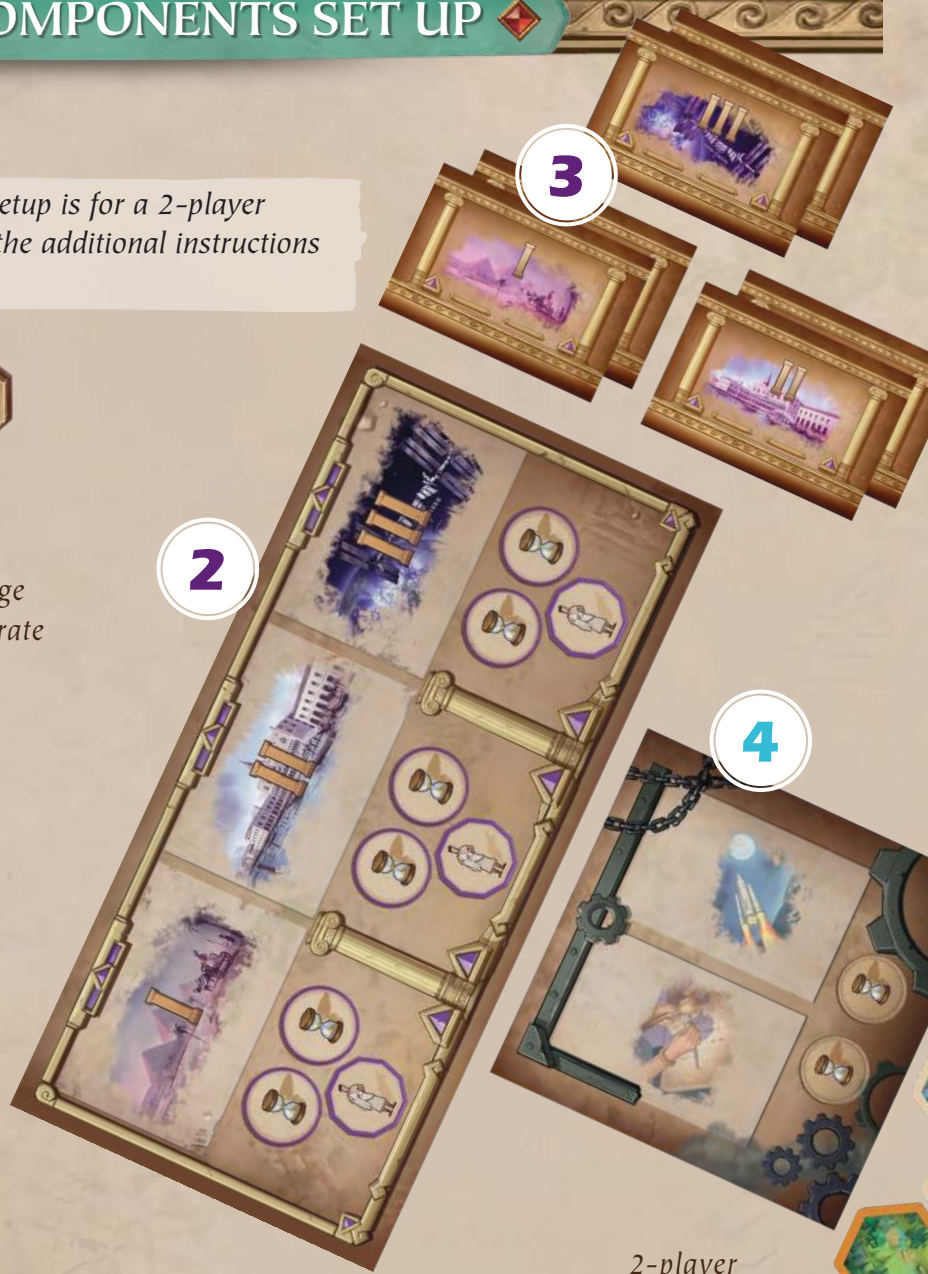 OMPONENTS SET UP
3
etup is for a 2-player
the additional instructions
2
ge
rate
4
2-player